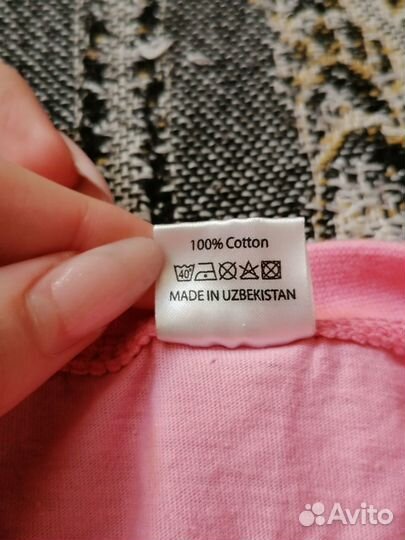 100% Cotton
40°
MADE IN UZBEKISTAN
Avito